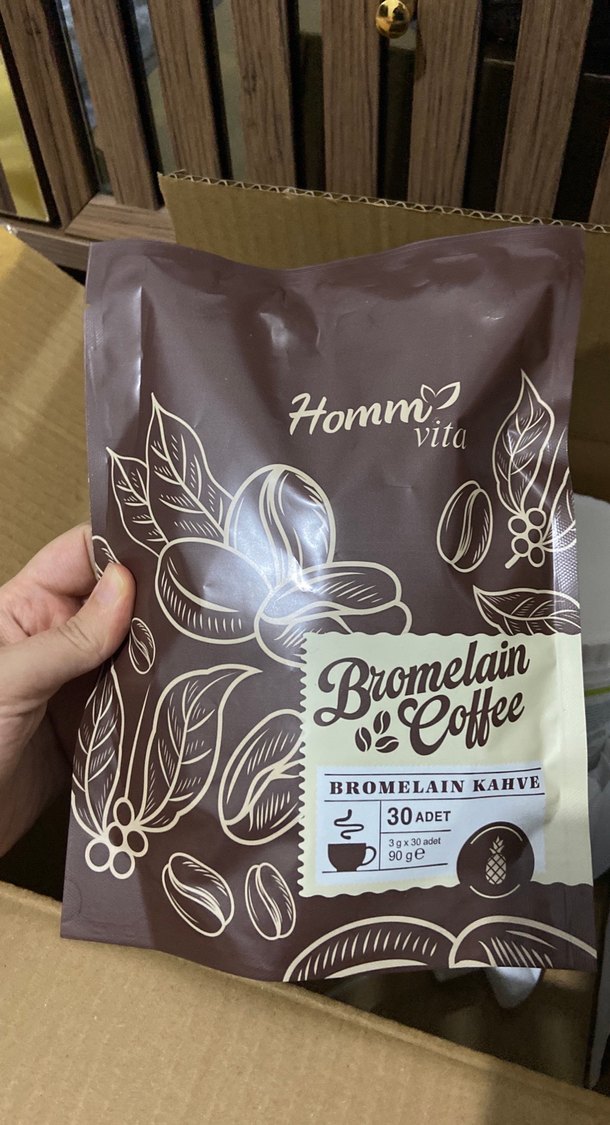 Homm
vita
Bromelain
Coffee
BROMELAIN KAHVE
30 ADET
3 g x 30 adet
90 g ℮